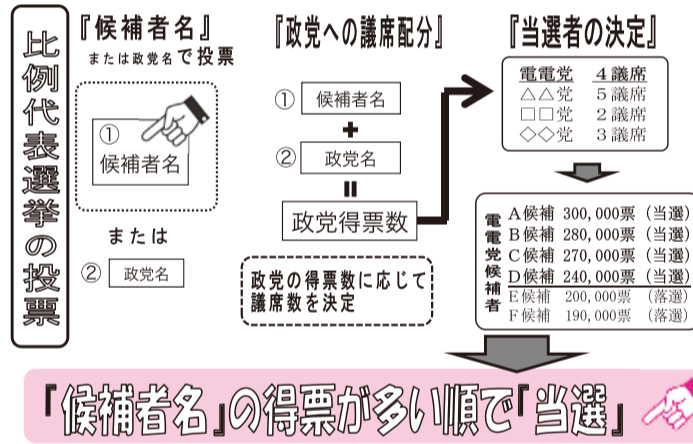 比例代表選挙の投票
『候補者名』
または政党名で投票
①
候補者名
または
② 政党名
『政党への議席配分』
① 候補者名
+
② 政党名
=
政党得票数
政党の得票数に応じて
議席数を決定
『当選者の決定』
電電党 4議席
△△党 5議席
□□党 2議席
◇◇党 3議席
電電党候補者
A候補 300,000票 (当選)
B候補 280,000票 (当選)
C候補 270,000票 (当選)
D候補 240,000票 (当選)
E候補 200,000票 (落選)
F候補 190,000票 (落選)
『候補者名』の得票が多い順で『当選』